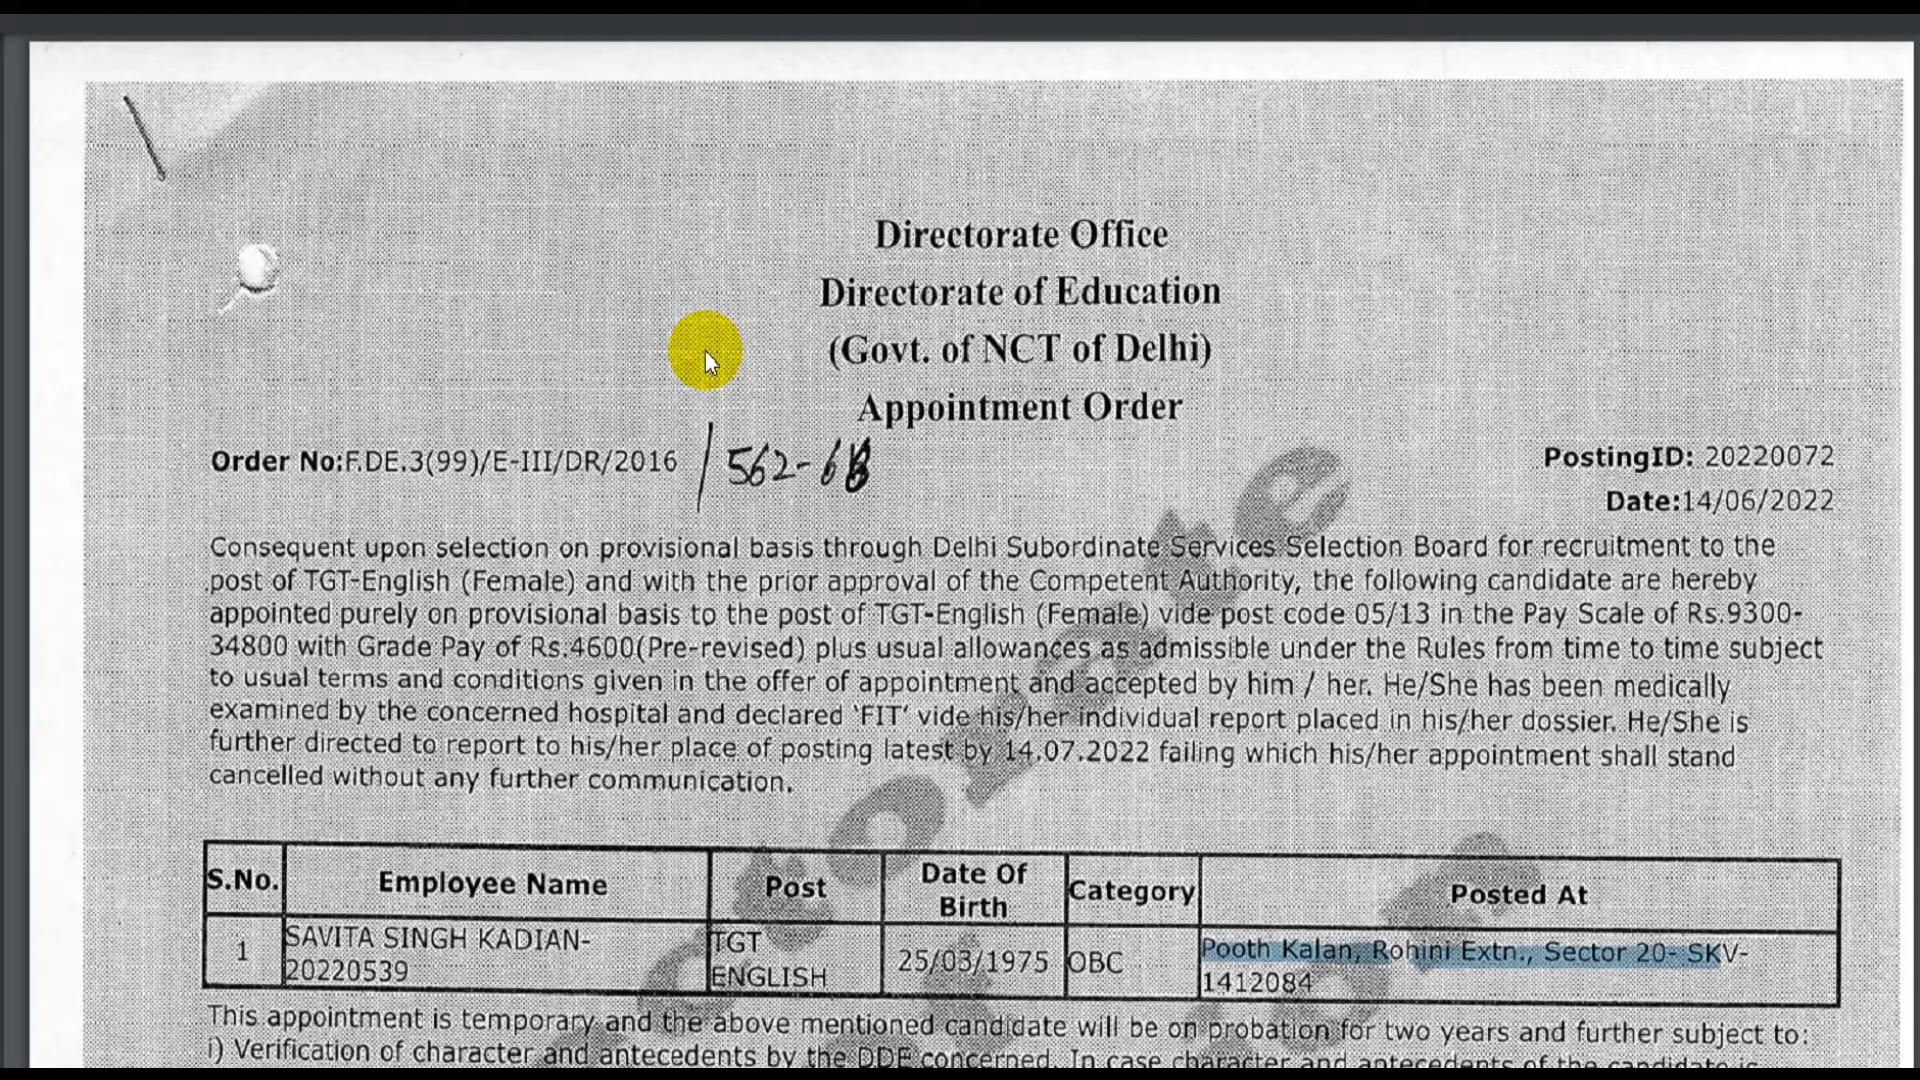 Directorate Office
Directorate of Education
(Govt. of NCT of Delhi)
Appointment Order
Order No:F.DE.3(99)/E-III/DR/2016 / 562-6
PostingID: 20220072
Date:14/06/2022
Consequent upon selection on provisional basis through Delhi Subordinate Services Selection Board for recruitment to the
post of TGT-English (Female) and with the prior approval of the Competent Authority, the following candidate are hereby
appointed purely on provisional basis to the post of TGT-English (Female) vide post code 05/13 in the Pay Scale of Rs.9300-
34800 with Grade Pay of Rs.4600(Pre-revised) plus usual allowances as admissible under the Rules from time to time subject
to usual terms and conditions given in the offer of appointment and accepted by him / her. He/She has been medically
examined by the concerned hospital and declared 'FIT' vide his/her individual report placed in his/her dossier. He/She is
further directed to report to his/her place of posting latest by 14.07.2022 failing which his/her appointment shall stand
cancelled without any further communication.
S.No. Employee Name Post Date Of Birth Category Posted At
1 SAVITA SINGH KADIAN- TGT 25/03/1975 OBC Pooth Kalan, Rohini Extn., Sector 20- SKV-
20220539 ENGLISH 1412084
This appointment is temporary and the above mentioned candidate will be on probation for two years and further subject to:
i) Verification of character and antecedents by the DDE concerned. In case character and antecedents of the candidate is